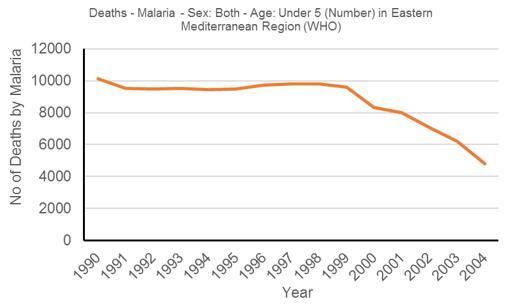 Deaths - Malaria - Sex: Both - Age: Under 5 (Number) in Eastern
Mediterranean Region (WHO)
12000
10000
8000
6000
4000
2000
0
No of Deaths by Malaria
1990 1991 1992 1993 1994 1995 1996 1997 1998 1999 2000 2001 2002 2003 2004
Year